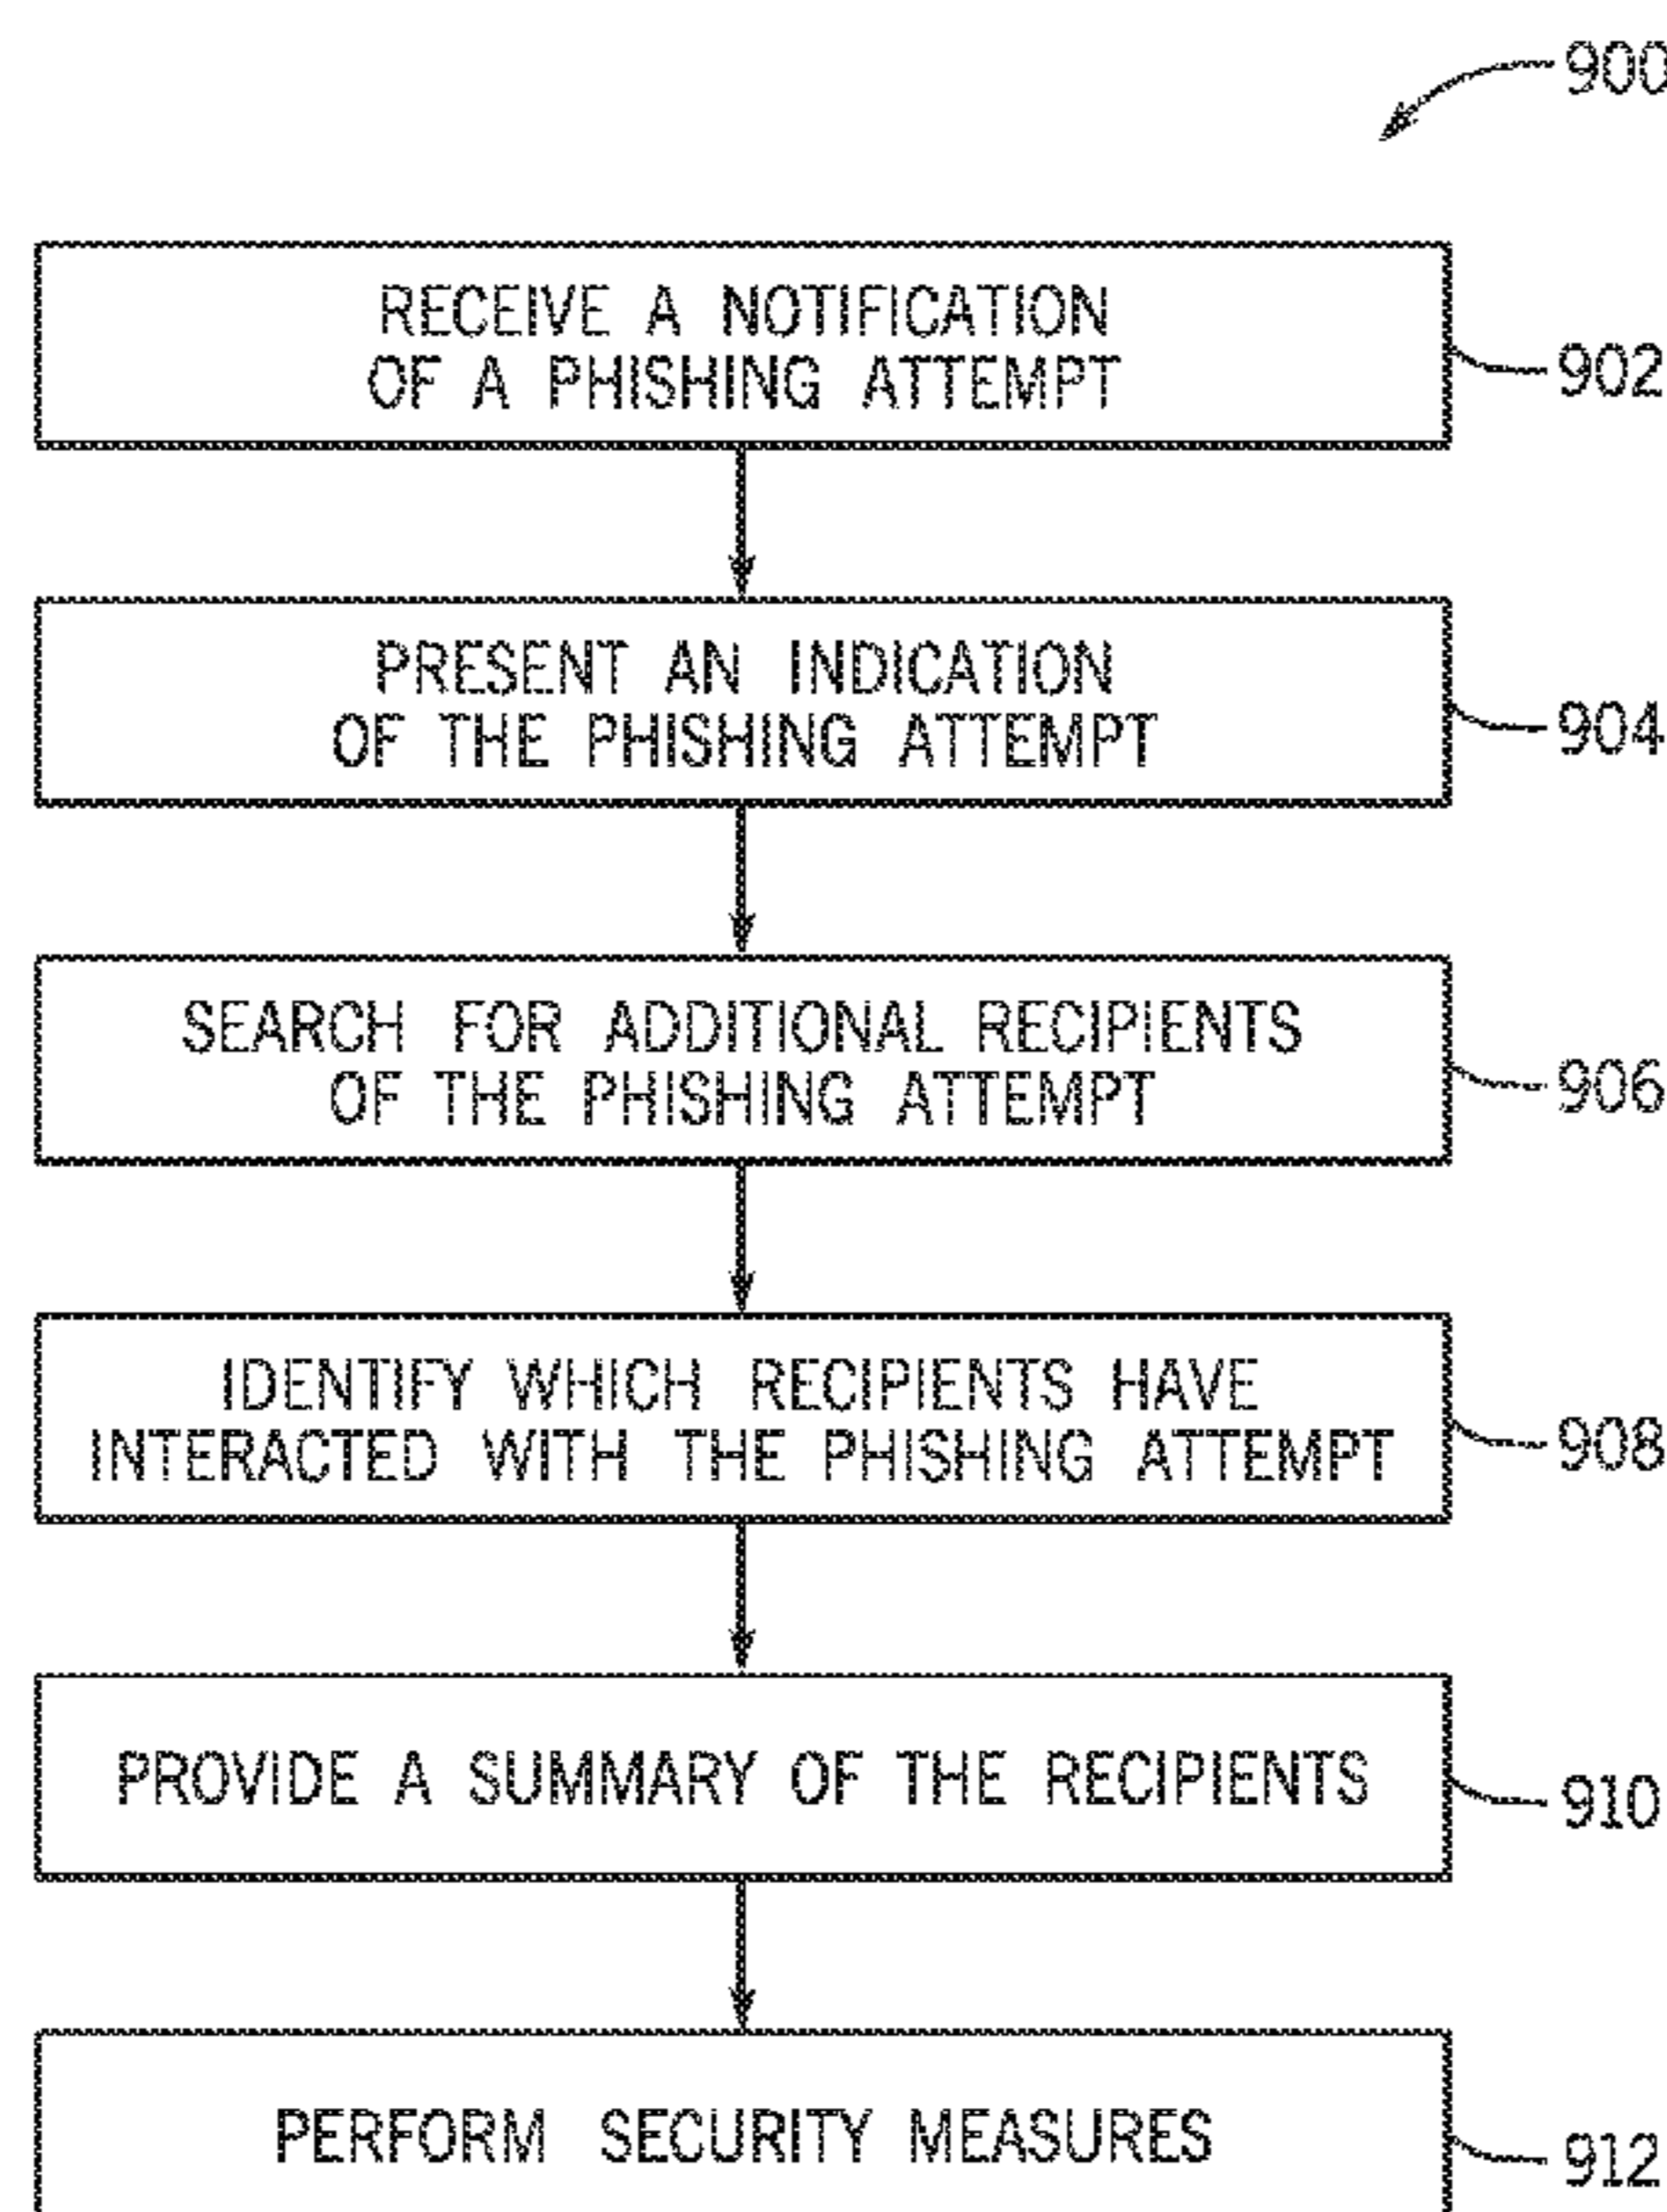 900
RECEIVE A NOTIFICATION
OF A PHISHING ATTEMPT
902
PRESENT AN INDICATION
OF THE PHISHING ATTEMPT
904
SEARCH FOR ADDITIONAL RECIPIENTS
OF THE PHISHING ATTEMPT
906
IDENTIFY WHICH RECIPIENTS HAVE
INTERACTED WITH THE PHISHING ATTEMPT
908
PROVIDE A SUMMARY OF THE RECIPIENTS
910
PERFORM SECURITY MEASURES
912